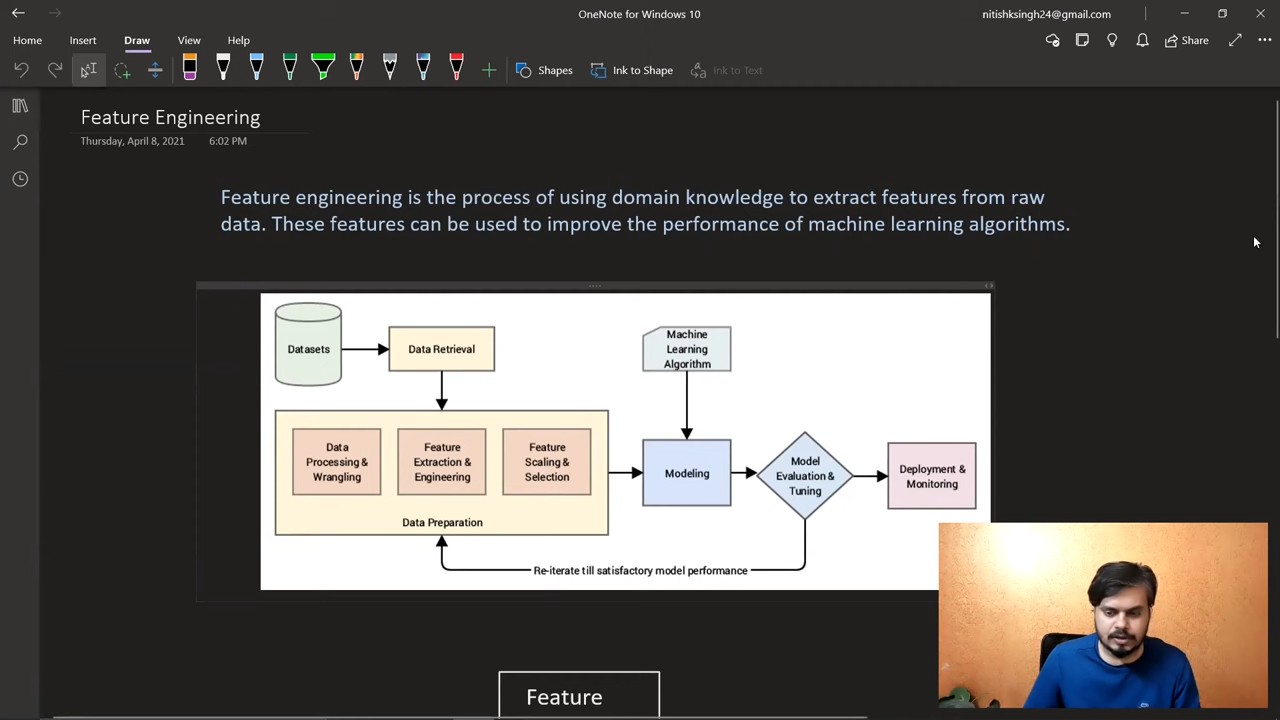 OneNote for Windows 10
nitishksingh24@gmail.com
Home
Insert
Draw
View
Help
Share
Shapes
Ink to Shape
Ink to Text
Feature Engineering
Thursday, April 8, 2021
6:02 PM
Feature engineering is the process of using domain knowledge to extract features from raw
data. These features can be used to improve the performance of machine learning algorithms.
Datasets
Data Retrieval
Machine
Learning
Algorithm
Data
Processing &
Wrangling
Feature
Extraction &
Engineering
Feature
Scaling &
Selection
Data Preparation
Modeling
Model
Evaluation &
Tuning
Deployment &
Monitoring
Re-iterate till satisfactory model performance
Feature